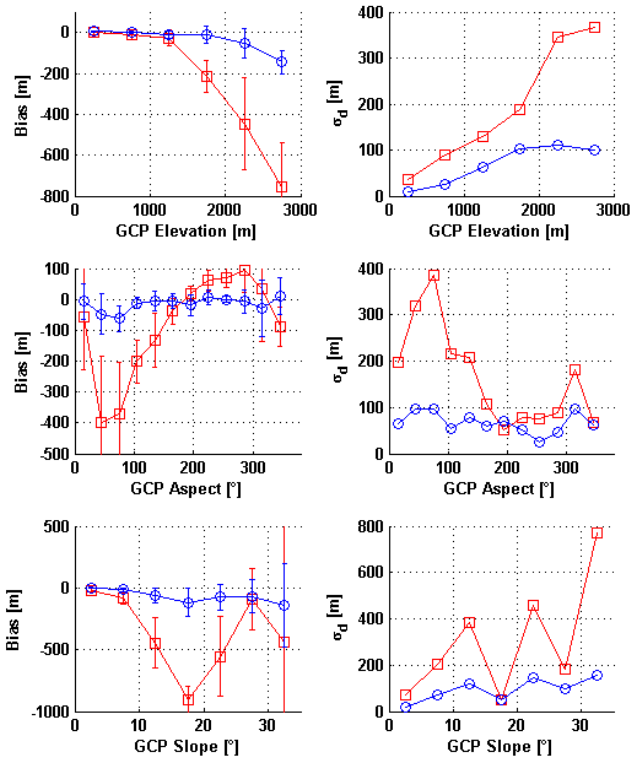 0
-200
-400
-600
-800
0 1000 2000 3000
Bias [m]
GCP Elevation [m]
400
300
200
100
0
0 1000 2000 3000
σd [m]
GCP Elevation [m]
100
0
-100
-200
-300
-400
-500
0 100 200 300
Bias [m]
GCP Aspect [°]
400
300
200
100
0
0 100 200 300
σd [m]
GCP Aspect [°]
500
0
-500
-1000
0 10 20 30
Bias [m]
GCP Slope [°]
800
600
400
200
0
0 10 20 30
σd [m]
GCP Slope [°]